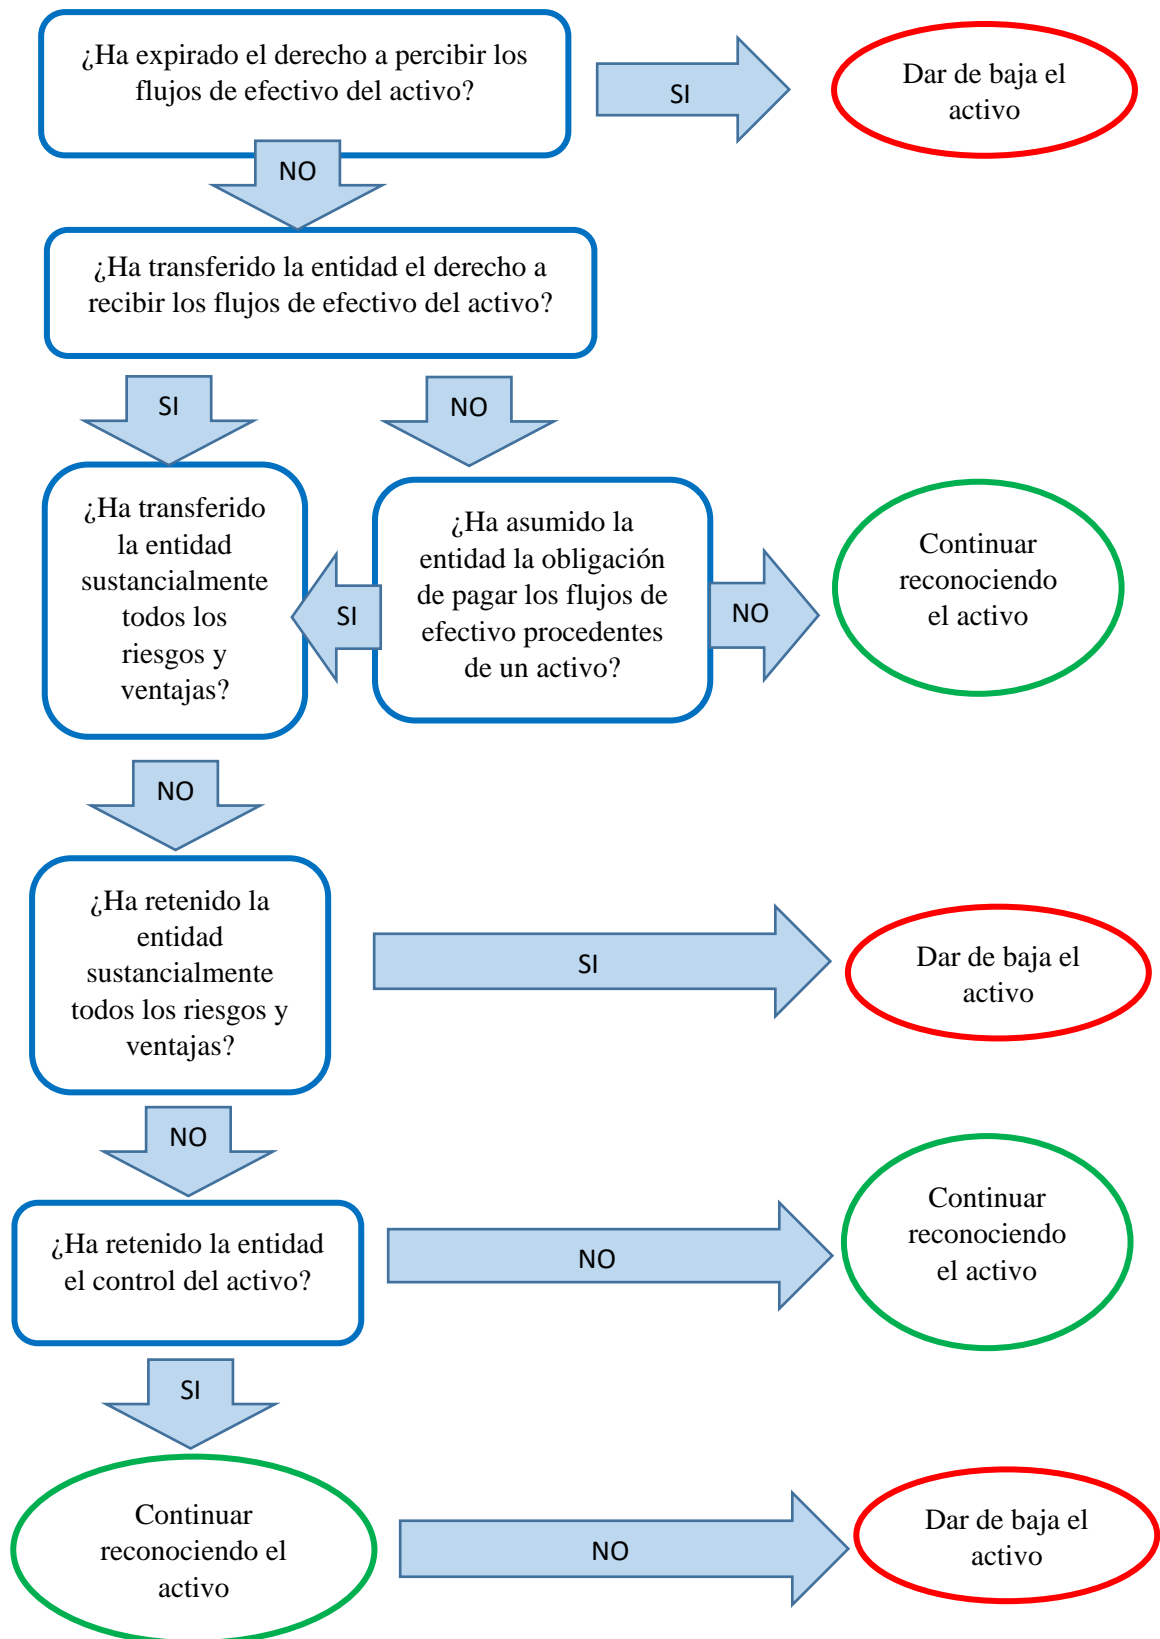 ¿Ha expirado el derecho a percibir los
flujos de efectivo del activo?
SI
Dar de baja el
activo
NO
¿Ha transferido la entidad el derecho a
recibir los flujos de efectivo del activo?
SI
NO
¿Ha transferido
la entidad
sustancialmente
todos los
riesgos y
ventajas?
SI
¿Ha asumido la
entidad la obligación
de pagar los flujos de
efectivo procedentes
de un activo?
NO
Continuar
reconociendo
el activo
NO
¿Ha retenido la
entidad
sustancialmente
todos los riesgos y
ventajas?
SI
Dar de baja el
activo
NO
¿Ha retenido la entidad
el control del activo?
NO
Continuar
reconociendo
el activo
SI
Continuar
reconociendo el
activo
NO
Dar de baja el
activo